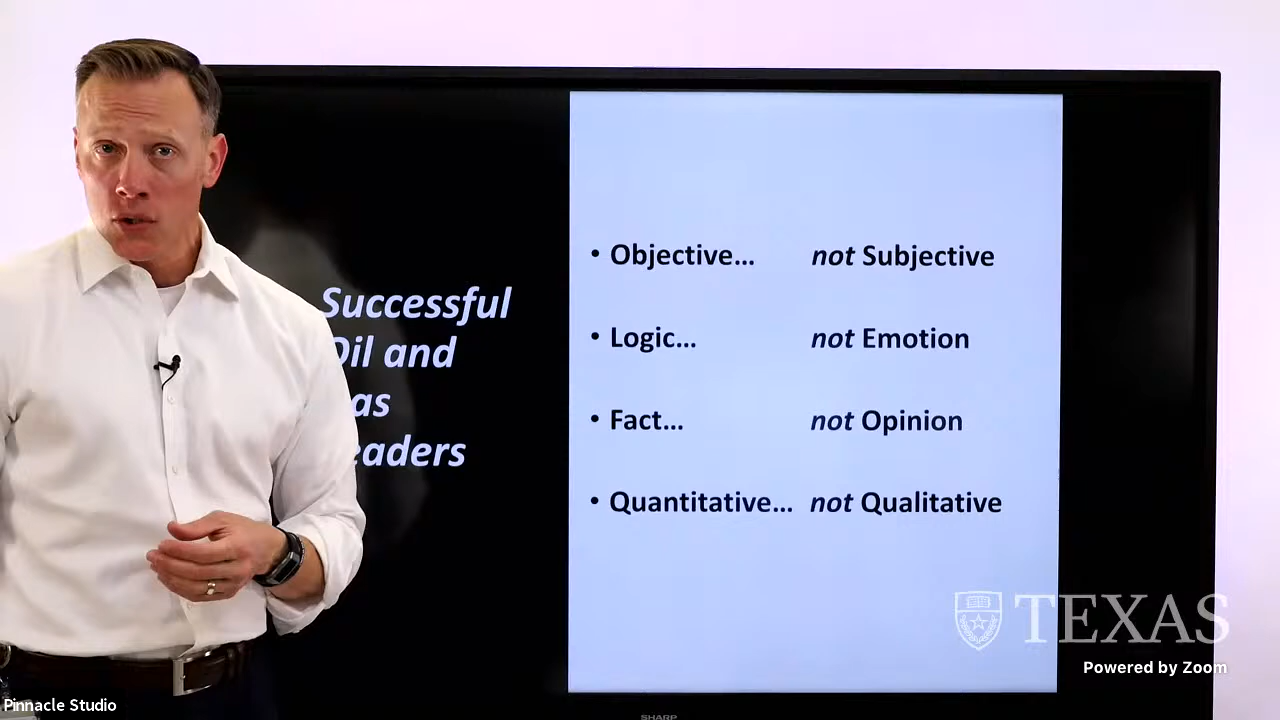 Successful
Oil and
as
eaders
• Objective... not Subjective
• Logic... not Emotion
• Fact... not Opinion
• Quantitative... not Qualitative
TEXAS
Powered by Zoom
Pinnacle Studio
SHARP